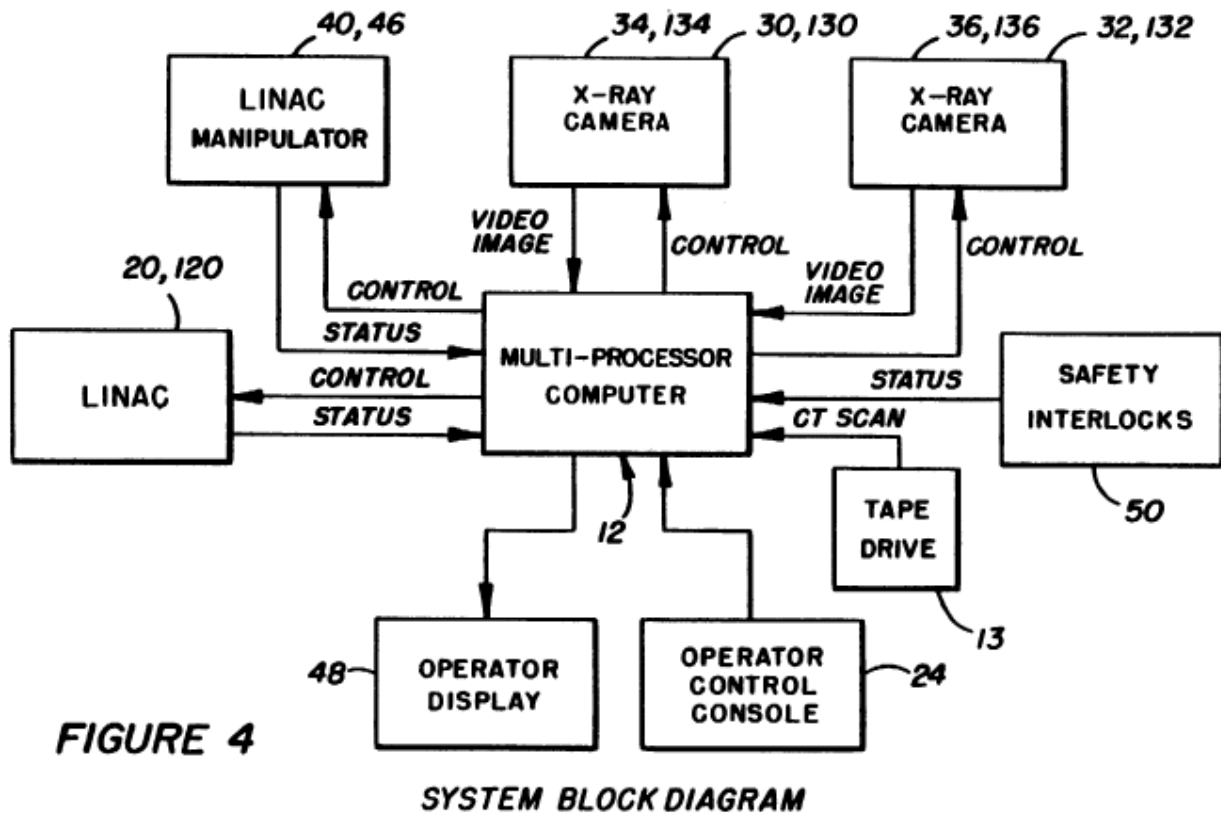 40,46
34,134
30,130
36,136
32,132
LINAC
MANIPULATOR
X-RAY
CAMERA
X-RAY
CAMERA
VIDEO
IMAGE
CONTROL
VIDEO
IMAGE
CONTROL
20,120
CONTROL
STATUS
LINAC
CONTROL
STATUS
MULTI-PROCESSOR
COMPUTER
STATUS
CT SCAN
SAFETY
INTERLOCKS
50
12
TAPE
DRIVE
13
48
OPERATOR
DISPLAY
OPERATOR
CONTROL
CONSOLE
24
FIGURE 4
SYSTEM BLOCK DIAGRAM